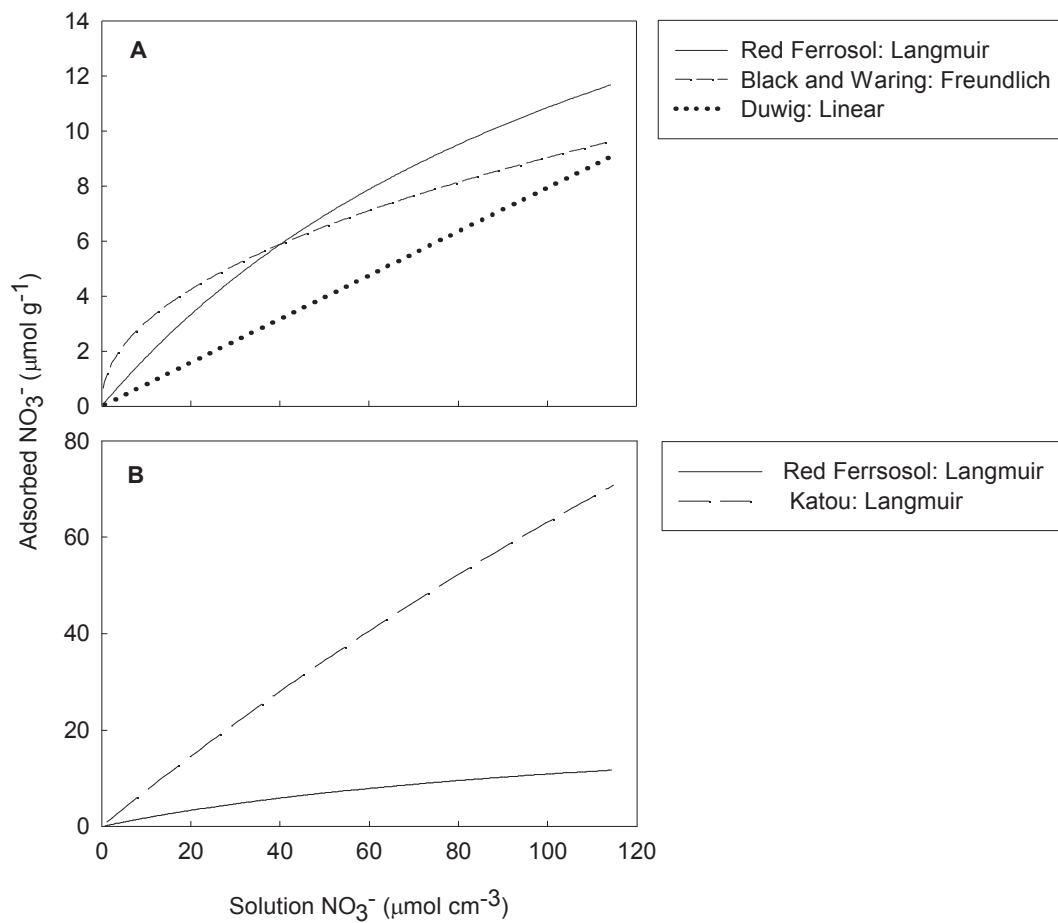 A
14
12
10
8
6
4
2
0
Red Ferrosol: Langmuir
Black and Waring: Freundlich
Duwig: Linear
Adsorbed NO3- (μmol g-1)
B
80
60
40
20
0
Red Ferrsosol: Langmuir
Katou: Langmuir
0 20 40 60 80 100 120
Solution NO3- (μmol cm-3)